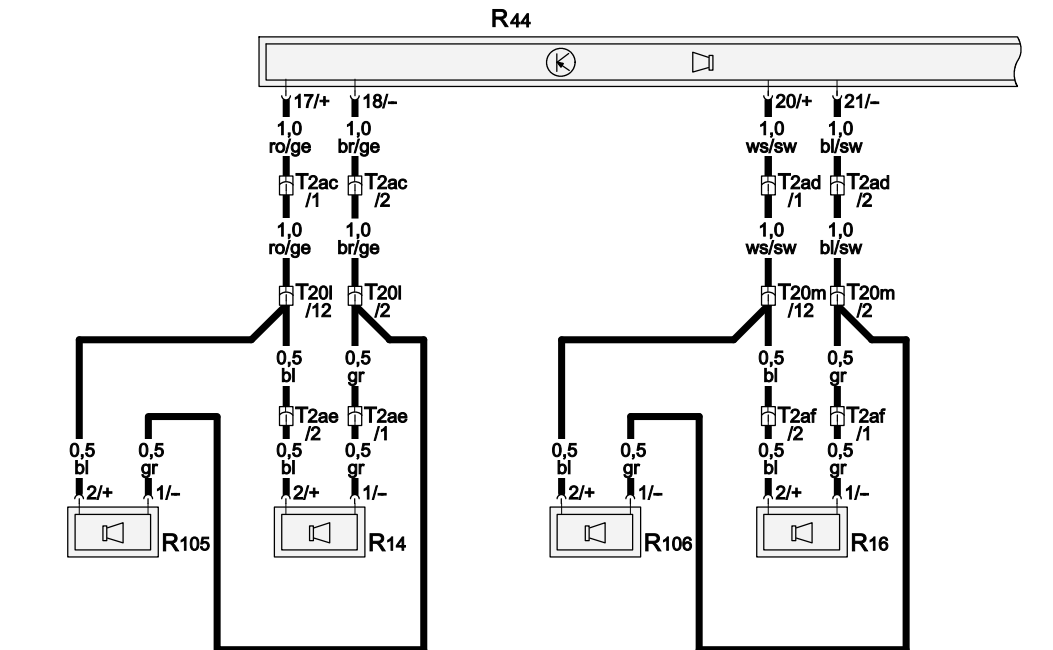 R44
17/+ 18/– 20/+ 21/–
1,0 1,0 1,0 1,0
ro/ge br/ge ws/sw bl/sw
T2ac T2ac T2ad T2ad
/1 /2 /1 /2
1,0 1,0 1,0 1,0
ro/ge br/ge ws/sw bl/sw
T20l T20l T20m T20m
/12 /2 /12 /2
0,5 0,5 0,5 0,5
bl gr bl gr
T2ae T2ae T2af T2af
/2 /1 /2 /1
0,5 0,5 0,5 0,5 0,5 0,5 0,5 0,5
bl gr bl gr bl gr bl gr
2/+ 1/– 2/+ 1/– 2/+ 1/– 2/+ 1/–
R105 R14 R106 R16